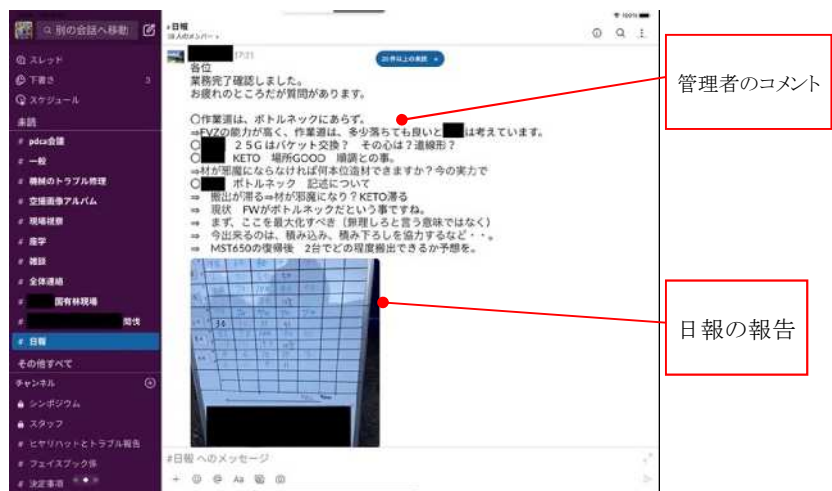 別の会話へ移動
スレッド
下書き 3
スケジュール
未読
# pdca会議
# 一般
# 機械のトラブル修理
# 空撮画像アルバム
# 現場視察
# 座学
# 雑談
# 全体連絡
# 国有林現場
# 間伐
# 日報
その他すべて
チャンネル
シンポジウム
スタッフ
# ヒヤリハットとトラブル報告
# フェイスブック係
# 決定事項
100%
日報
17:21
20件以上の未読
各位
業務完了確認しました。
お疲れのところだが質問があります。
〇作業道は、ボトルネックにあらず。
⇒FVZの能力が高く、作業道は、多少落ちても良いと は考えています。
〇 25Gはバケット交換? その心は?道線形?
〇 KETO 場所GOOD 順調との事。
⇒材が邪魔にならなければ何本位造材できますか?今の実力で
〇 ボトルネック 記述について
⇒ 搬出が滞る⇒材が邪魔になり?KETO滞る
⇒ 現状 FWがボトルネックだという事ですね。
⇒ まず、ここを最大化すべき(無理しろと言う意味ではなく)
⇒ 今出来るのは、積み込み、積み下ろしを協力するなど・・。
⇒ MST650の復帰後 2台でどの程度搬出できるか予想を。
#日報 へのメッセージ
Aa
管理者のコメント
日報の報告